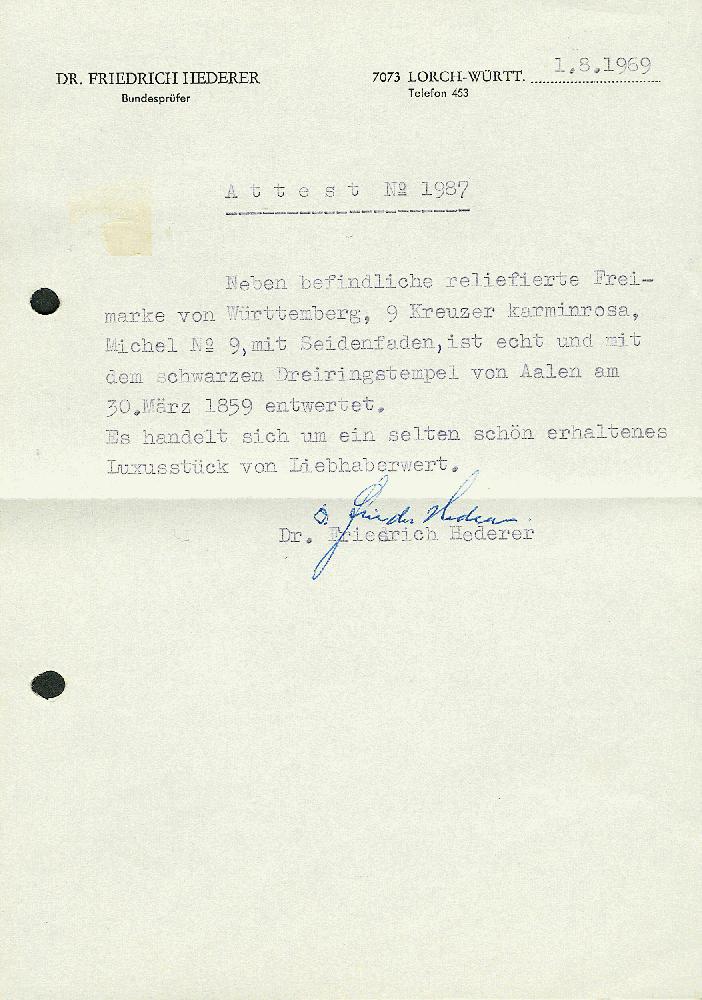 DR. FRIEDRICH HEDERER
Bundesprüfer
7073 LORCH-WÜRTT. 1.8.1969
Telefon 453
Attest № 1987
Neben befindliche reliefierte Frei-
marke von Württemberg, 9 Kreuzer karminrosa,
Michel № 9,mit Seidenfaden,ist echt und mit
dem schwarzen Dreiringstempel von Aalen am
30.März 1859 entwertet.
Es handelt sich um ein selten schön erhaltenes
Luxusstück von Liebhaberwert.
Dr. Friedrich Hederer